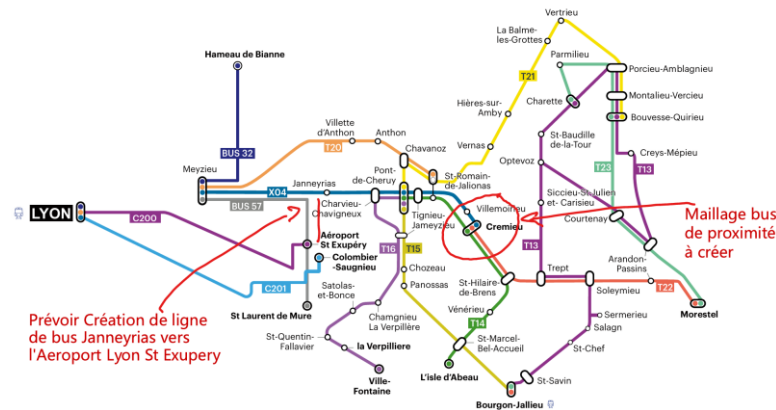 Vertrieu
La Balme-
les-Grottes
Parmilieu
Hameau de Bianne
Porcieu-Amblagnieu
T21
Charette
Montalieu-Vercieu
Hières-sur-
Amby
Bouvesse-Quirieu
Villette
d'Anthon
Anthon
T20
BUS 32
Chavanoz
Vernas
St-Baudille
de-la-Tour
Creys-Mépieu
T23
T13
Meyzieu
Pont-
de-Cheruy
St-Romain-
de-Jalionas
Optevoz
Janneyrias
X04
Siccieu-St-Julien
et- Carisieu
BUS 57
Charvieu-
Chavigneux
Tignieu-
Jameyzieu
Villemoirieu
Cremieu
Courtenay
Maillage bus
de proximité
à créer
LYON
C200
Aéroport
St Exupéry
Colombier
-Saugnieu
T16
T15
T13
Arandon-
Passins
C201
Chozeau
Panossas
St-Hilaire-
de-Brens
Trept
Soleymieu
T22
Satolas-
et-Bonce
St Laurent de Mure
Chamgnieu
La Verpillère
Vénérieu
T14
Morestel
Sermerieu
Salagn
Prévoir Création de ligne
de bus Janneyrias vers
l'Aeroport Lyon St Exupery
St-Quentin-
Fallavier
la Verpilliere
St-Marcel-
Bel-Accueil
St-Chef
Ville-
Fontaine
L'isle d'Abeau
St-Savin
Bourgon-Jallieu